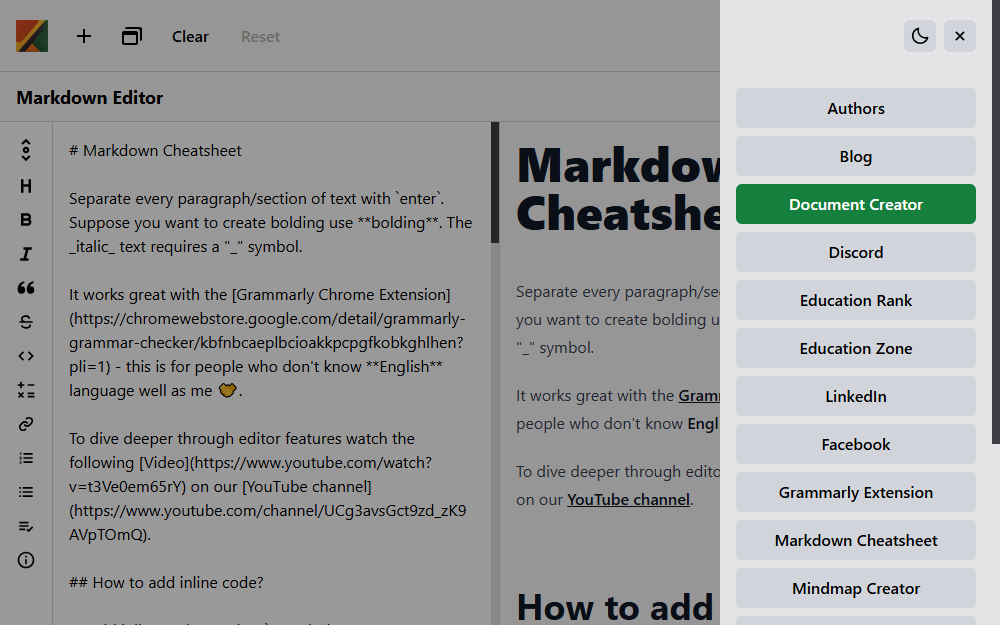 Clear
Reset
Markdown Editor
# Markdown Cheatsheet
Separate every paragraph/section of text with `enter`.
Suppose you want to create bolding use **bolding**. The
_italic_ text requires a "_" symbol.
It works great with the [Grammarly Chrome Extension]
(https://chromewebstore.google.com/detail/grammarly-
grammar-checker/kbfnbcaeplbcioakkpcpgfkobkghlhen?
pli=1) - this is for people who don't know **English**
language well as me 🤝.
To dive deeper through editor features watch the
following [Video](https://www.youtube.com/watch?
v=t3Ve0em65rY) on our [YouTube channel]
(https://www.youtube.com/channel/UCg3avsGct9zd_zK9
AVpTOmQ).
## How to add inline code?
Markdow
Cheatshe
Separate every paragraph/se
you want to create bolding u
"_" symbol.
It works great with the Gram
people who don't know Engl
To dive deeper through edito
on our YouTube channel.
How to add
Authors
Blog
Document Creator
Discord
Education Rank
Education Zone
LinkedIn
Facebook
Grammarly Extension
Markdown Cheatsheet
Mindmap Creator